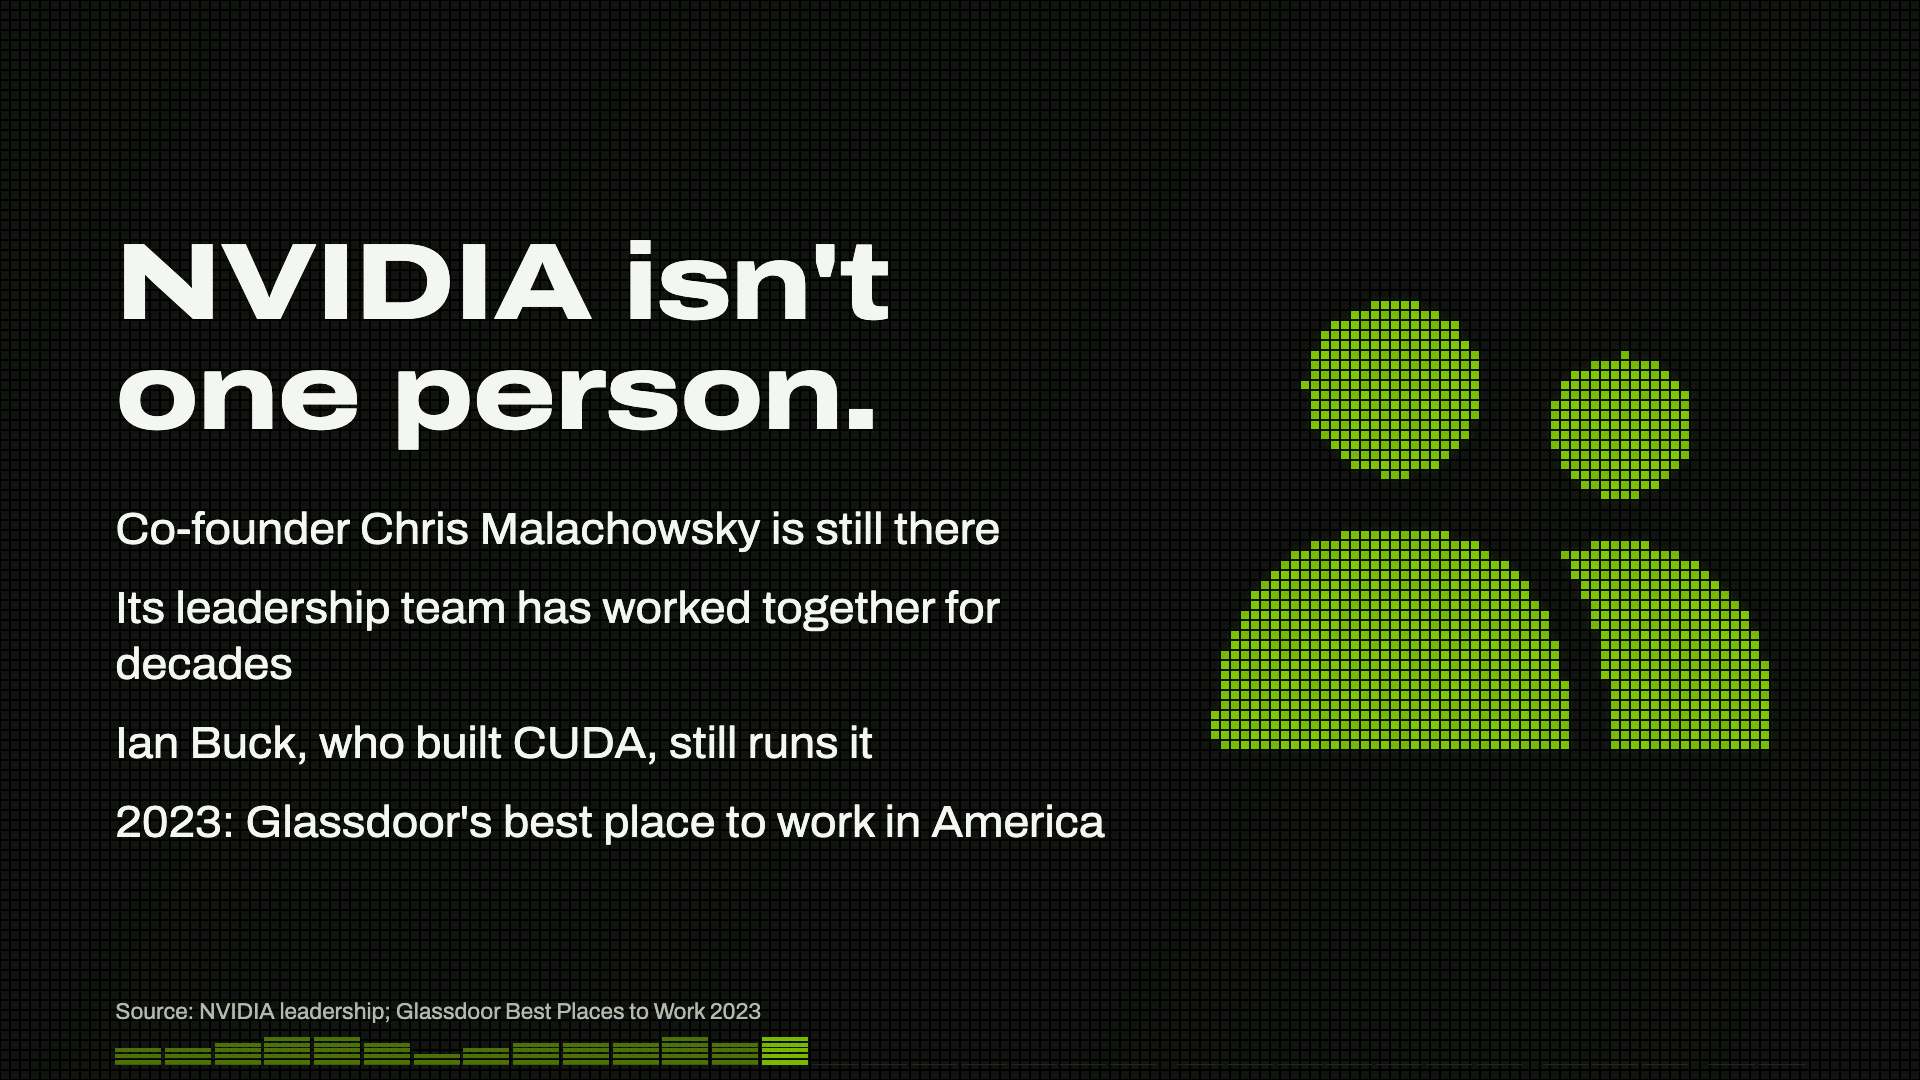 NVIDIA isn't
one person.
Co-founder Chris Malachowsky is still there
Its leadership team has worked together for
decades
Ian Buck, who built CUDA, still runs it
2023: Glassdoor's best place to work in America
Source: NVIDIA leadership; Glassdoor Best Places to Work 2023